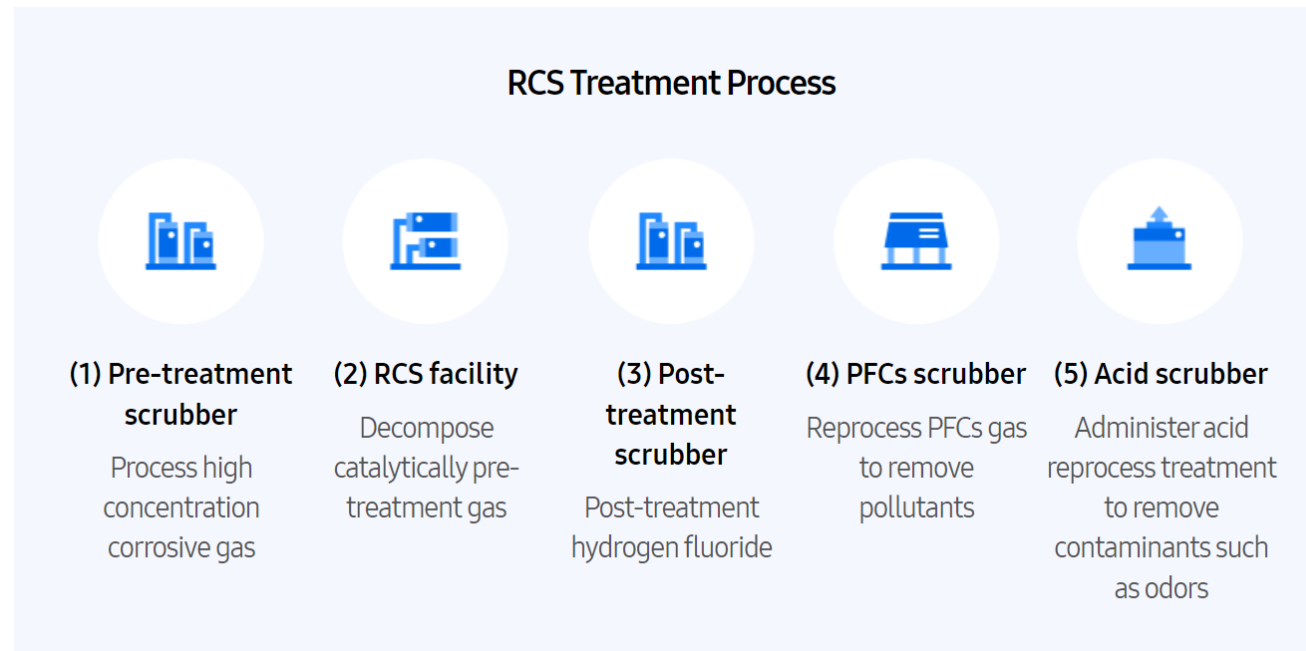 RCS Treatment Process
(1) Pre-treatment
scrubber
Process high
concentration
corrosive gas
(2) RCS facility
Decompose
catalytically pre-
treatment gas
(3) Post-
treatment
scrubber
Post-treatment
hydrogen fluoride
(4) PFCs scrubber
Reprocess PFCs gas
to remove
pollutants
(5) Acid scrubber
Administer acid
reprocess treatment
to remove
contaminants such
as odors